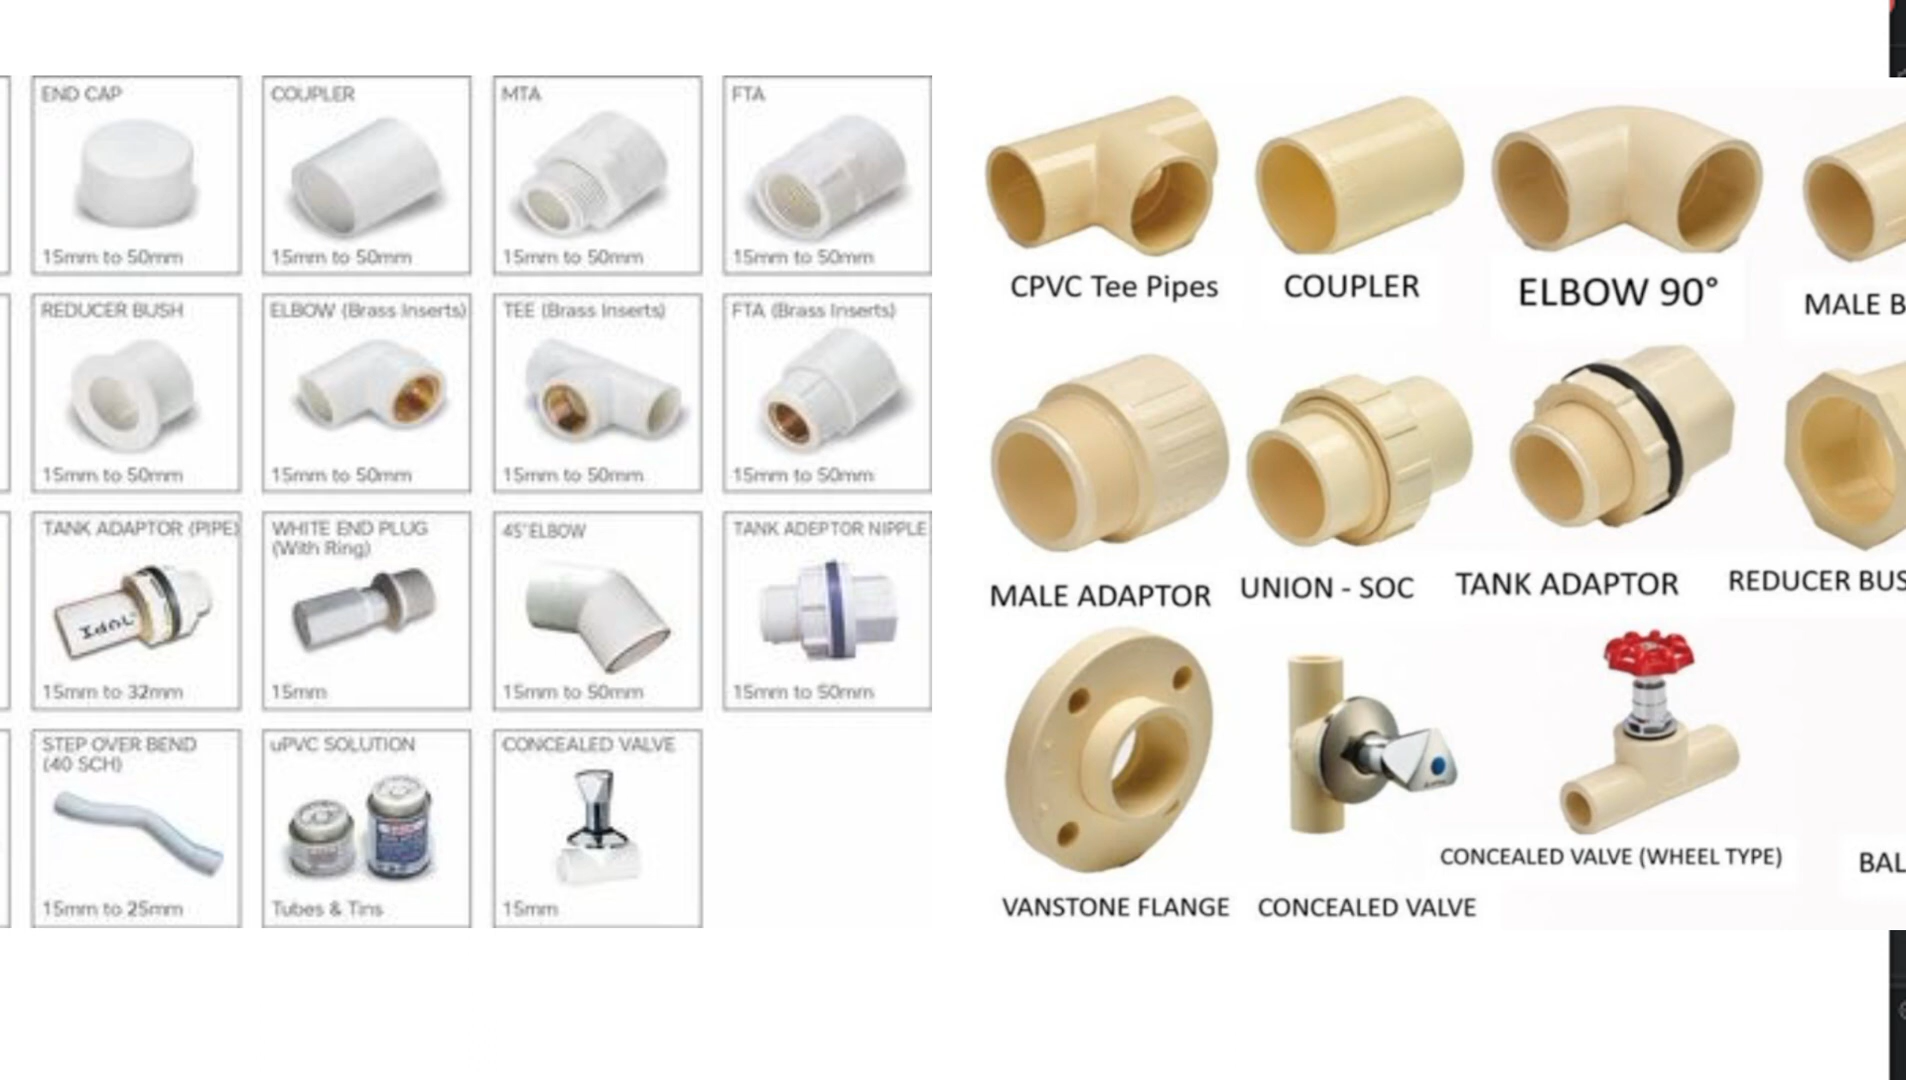 END CAP
15mm to 50mm
COUPLER
15mm to 50mm
MTA
15mm to 50mm
FTA
15mm to 50mm
REDUCER BUSH
15mm to 50mm
ELBOW (Brass Inserts)
15mm to 50mm
TEE (Brass Inserts)
15mm to 50mm
FTA (Brass Inserts)
15mm to 50mm
TANK ADAPTOR (PIPE)
15mm to 32mm
WHITE END PLUG
(With Ring)
15mm
45°ELBOW
15mm to 50mm
TANK ADEPTOR NIPPLE
15mm to 50mm
STEP OVER BEND
(40 SCH)
15mm to 25mm
uPVC SOLUTION
Tubes & Tins
CONCEALED VALVE
15mm
CPVC Tee Pipes
COUPLER
ELBOW 90°
MALE B
MALE ADAPTOR
UNION - SOC
TANK ADAPTOR
REDUCER BUS
VANSTONE FLANGE
CONCEALED VALVE
CONCEALED VALVE (WHEEL TYPE)
BAL